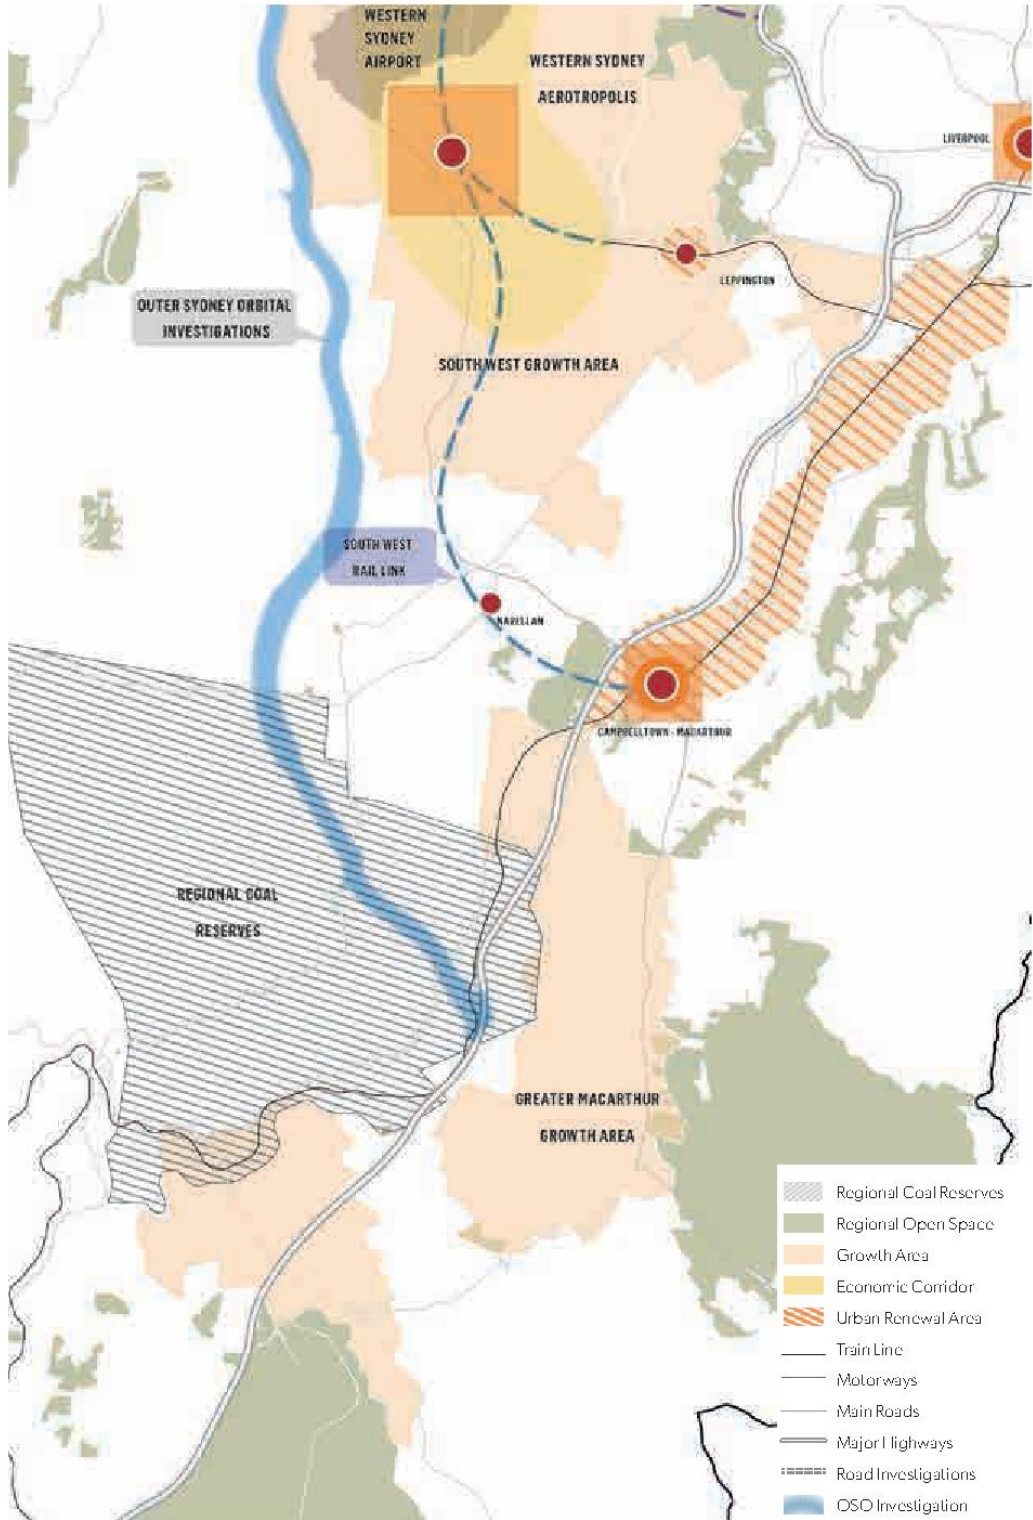 WESTERN
SYDNEY
AIRPORT
WESTERN SYDNEY
AEROTROPOLIS
LIVERPOOL
LEPPINGTON
OUTER SYDNEY ORBITAL
INVESTIGATIONS
SOUTH WEST GROWTH AREA
SOUTH WEST
RAIL LINK
NARELLAN
CAMPBELLTOWN - MACARTHUR
REGIONAL COAL
RESERVES
GREATER MACARTHUR
GROWTH AREA
Regional Coal Reserves
Regional Open Space
Growth Area
Economic Corridor
Urban Renewal Area
Train Line
Motorways
Main Roads
Major Highways
Road Investigations
OSO Investigation